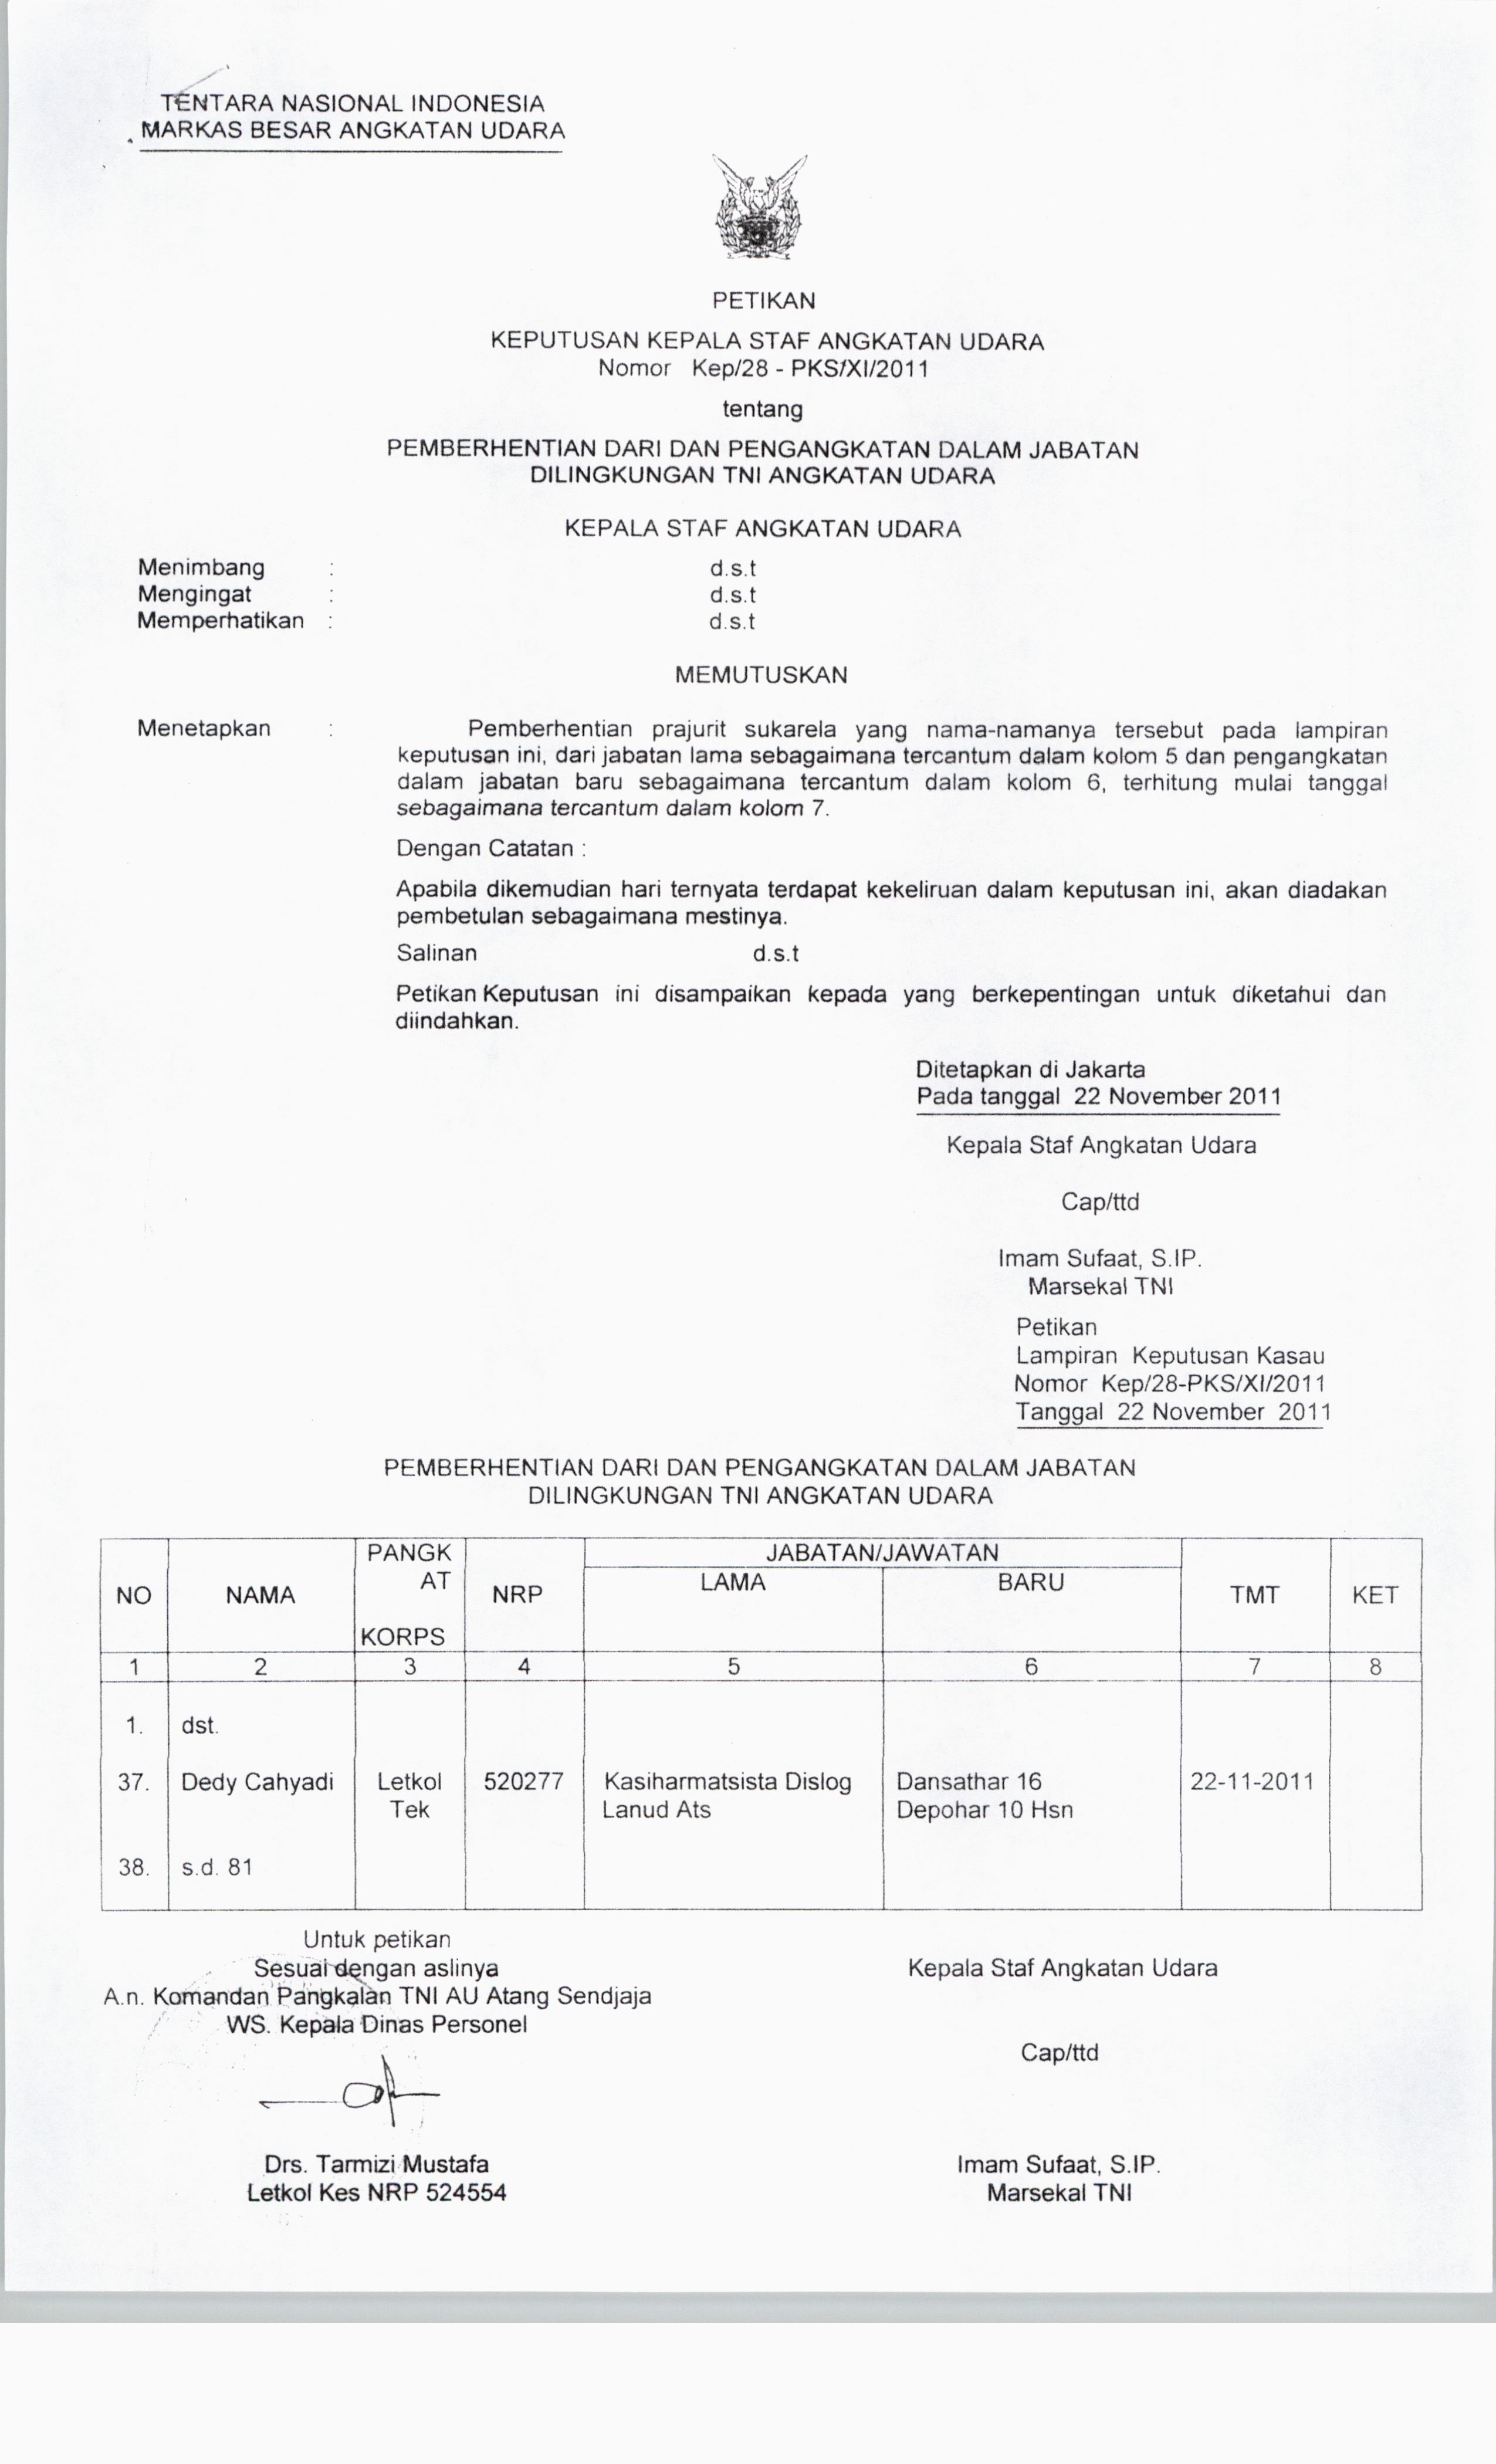 TENTARA NASIONAL INDONESIA
MARKAS BESAR ANGKATAN UDARA
PETIKAN
KEPUTUSAN KEPALA STAF ANGKATAN UDARA
Nomor Kep/28 - PKS/XI/2011
tentang
PEMBERHENTIAN DARI DAN PENGANGKATAN DALAM JABATAN
DILINGKUNGAN TNI ANGKATAN UDARA
KEPALA STAF ANGKATAN UDARA
Menimbang : d.s.t
Mengingat : d.s.t
Memperhatikan : d.s.t
MEMUTUSKAN
Menetapkan : Pemberhentian prajurit sukarela yang nama-namanya tersebut pada lampiran
keputusan ini, dari jabatan lama sebagaimana tercantum dalam kolom 5 dan pengangkatan
dalam jabatan baru sebagaimana tercantum dalam kolom 6, terhitung mulai tanggal
sebagaimana tercantum dalam kolom 7.
Dengan Catatan :
Apabila dikemudian hari ternyata terdapat kekeliruan dalam keputusan ini, akan diadakan
pembetulan sebagaimana mestinya.
Salinan d.s.t
Petikan Keputusan ini disampaikan kepada yang berkepentingan untuk diketahui dan
diindahkan.
Ditetapkan di Jakarta
Pada tanggal 22 November 2011
Kepala Staf Angkatan Udara
Cap/ttd
Imam Sufaat, S.IP.
Marsekal TNI
Petikan
Lampiran Keputusan Kasau
Nomor Kep/28-PKS/XI/2011
Tanggal 22 November 2011
PEMBERHENTIAN DARI DAN PENGANGKATAN DALAM JABATAN
DILINGKUNGAN TNI ANGKATAN UDARA
NO NAMA PANGK
AT
KORPS NRP JABATAN/JAWATAN TMT KET
LAMA BARU
1 2 3 4 5 6 7 8
1. dst.
37. Dedy Cahyadi Letkol 520277 Kasiharmatsista Dislog Dansathar 16 22-11-2011
Tek Lanud Ats Depohar 10 Hsn
38. s.d. 81
Untuk petikan
Sesuai dengan aslinya
A.n. Komandan Pangkalan TNI AU Atang Sendjaja
WS. Kepala Dinas Personel
Drs. Tarmizi Mustafa
Letkol Kes NRP 524554
Kepala Staf Angkatan Udara
Cap/ttd
Imam Sufaat, S.IP.
Marsekal TNI